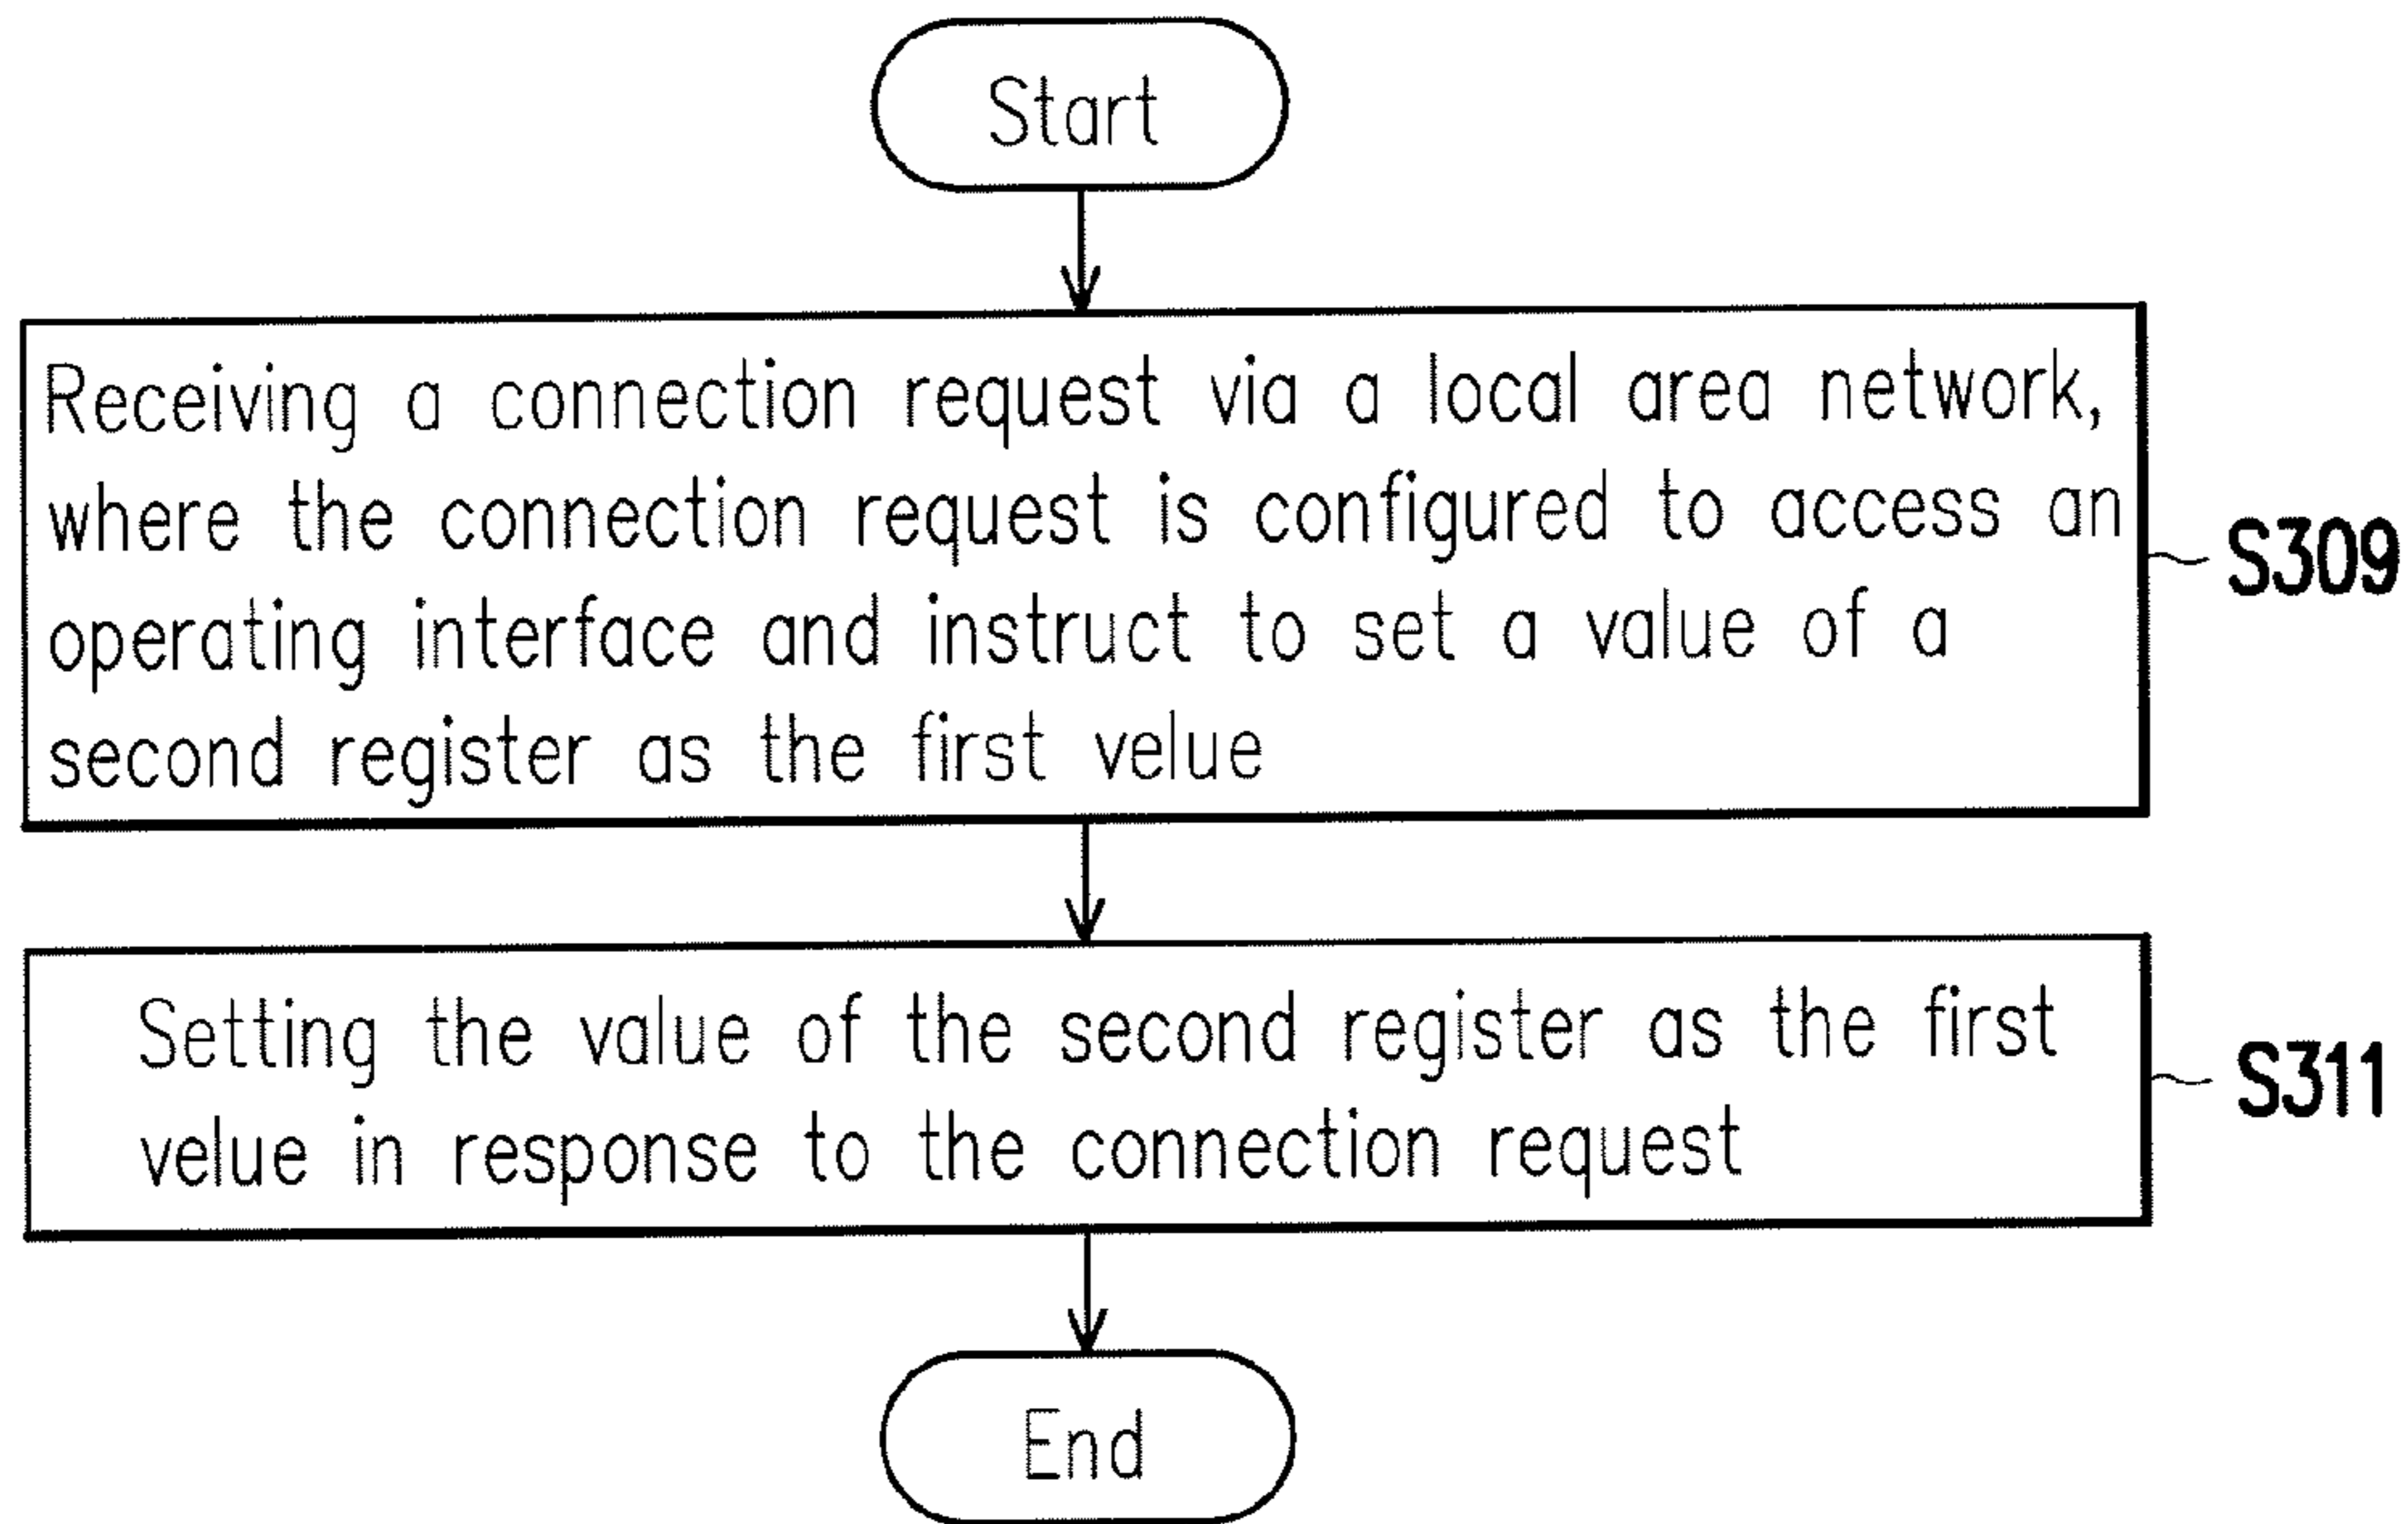 Start
Receiving a connection request via a local area network,
where the connection request is configured to access an
operating interface and instruct to set a value of a
second register as the first velue
S309
Setting the value of the second register as the first
velue in response to the connection request
S311
End